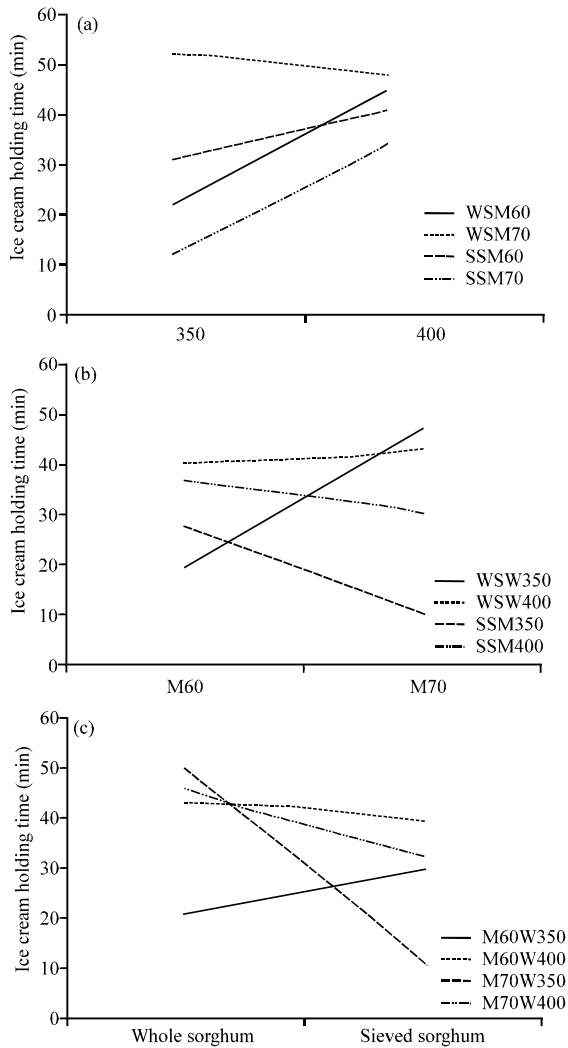 (a)
Ice cream holding time (min)
60
50
40
30
20
10
0
WSM60
WSM70
SSM60
SSM70
350 400
(b)
Ice cream holding time (min)
60
50
40
30
20
10
0
WSW350
WSW400
SSM350
SSM400
M60 M70
(c)
Ice cream holding time (min)
60
50
40
30
20
10
0
M60W350
M60W400
M70W350
M70W400
Whole sorghum Sieved sorghum